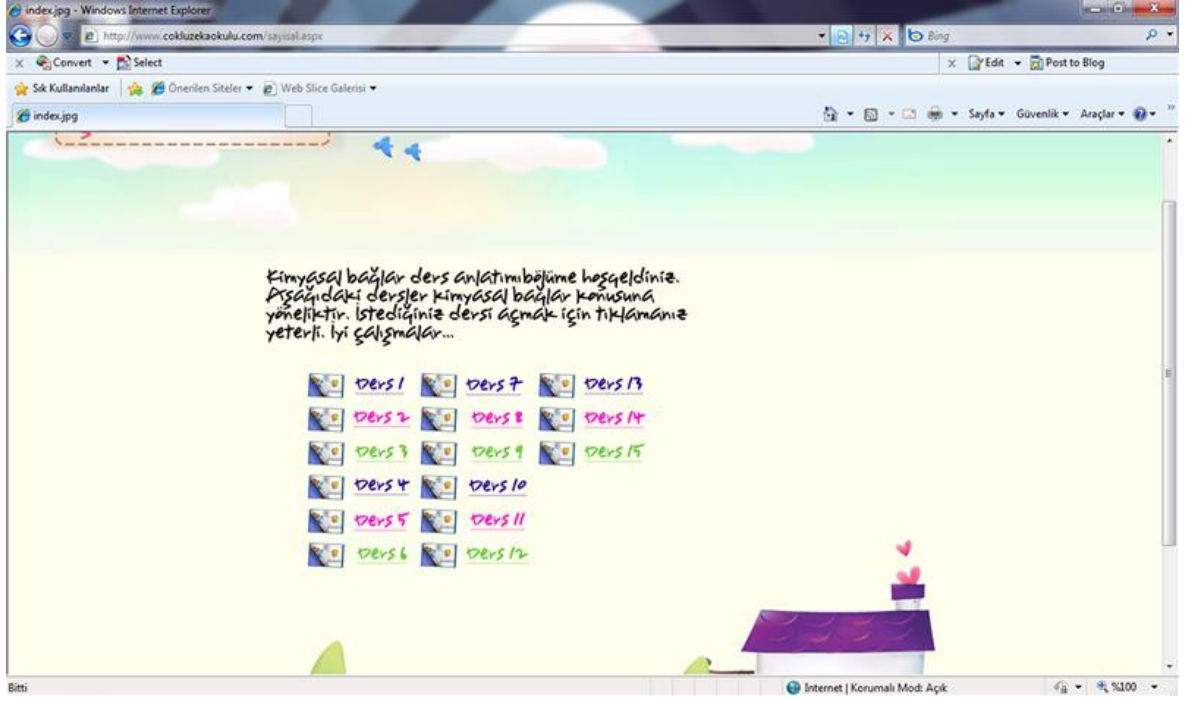 index.jpg - Windows Internet Explorer
http://www.cokluzekaokulu.com/sayisal.aspx
Bing
x Convert Select
x Edit Post to Blog
Sık Kullanılanlar Önerilen Siteler Web Slice Galerisi
index.jpg
Sayfa Güvenlik Araçlar
Kimyasal bağlar ders anlatımıbölüme hoşgeldiniz.
Aşağıdaki dersler kimyasal bağlar konusuna
yöneliktir. İstediğiniz dersi açmak için tıklamanız
yeterli. İyi çalışmalar...
Ders 1 Ders 7 Ders 13
Ders 2 Ders 8 Ders 14
Ders 3 Ders 9 Ders 15
Ders 4 Ders 10
Ders 5 Ders 11
Ders 6 Ders 12
Bitti
Internet | Korumalı Mod: Açık
%100